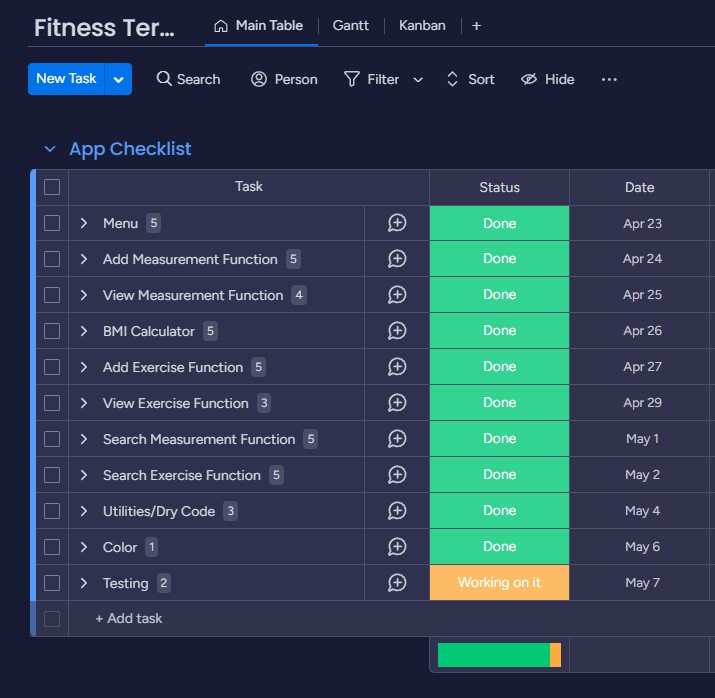 Fitness Ter... Main Table Gantt Kanban +
New Task Search Person Filter Sort Hide ...
App Checklist
Task Status Date
Menu 5 Done Apr 23
Add Measurement Function 5 Done Apr 24
View Measurement Function 4 Done Apr 25
BMI Calculator 5 Done Apr 26
Add Exercise Function 5 Done Apr 27
View Exercise Function 3 Done Apr 29
Search Measurement Function 5 Done May 1
Search Exercise Function 5 Done May 2
Utilities/Dry Code 3 Done May 4
Color 1 Done May 6
Testing 2 Working on it May 7
+ Add task